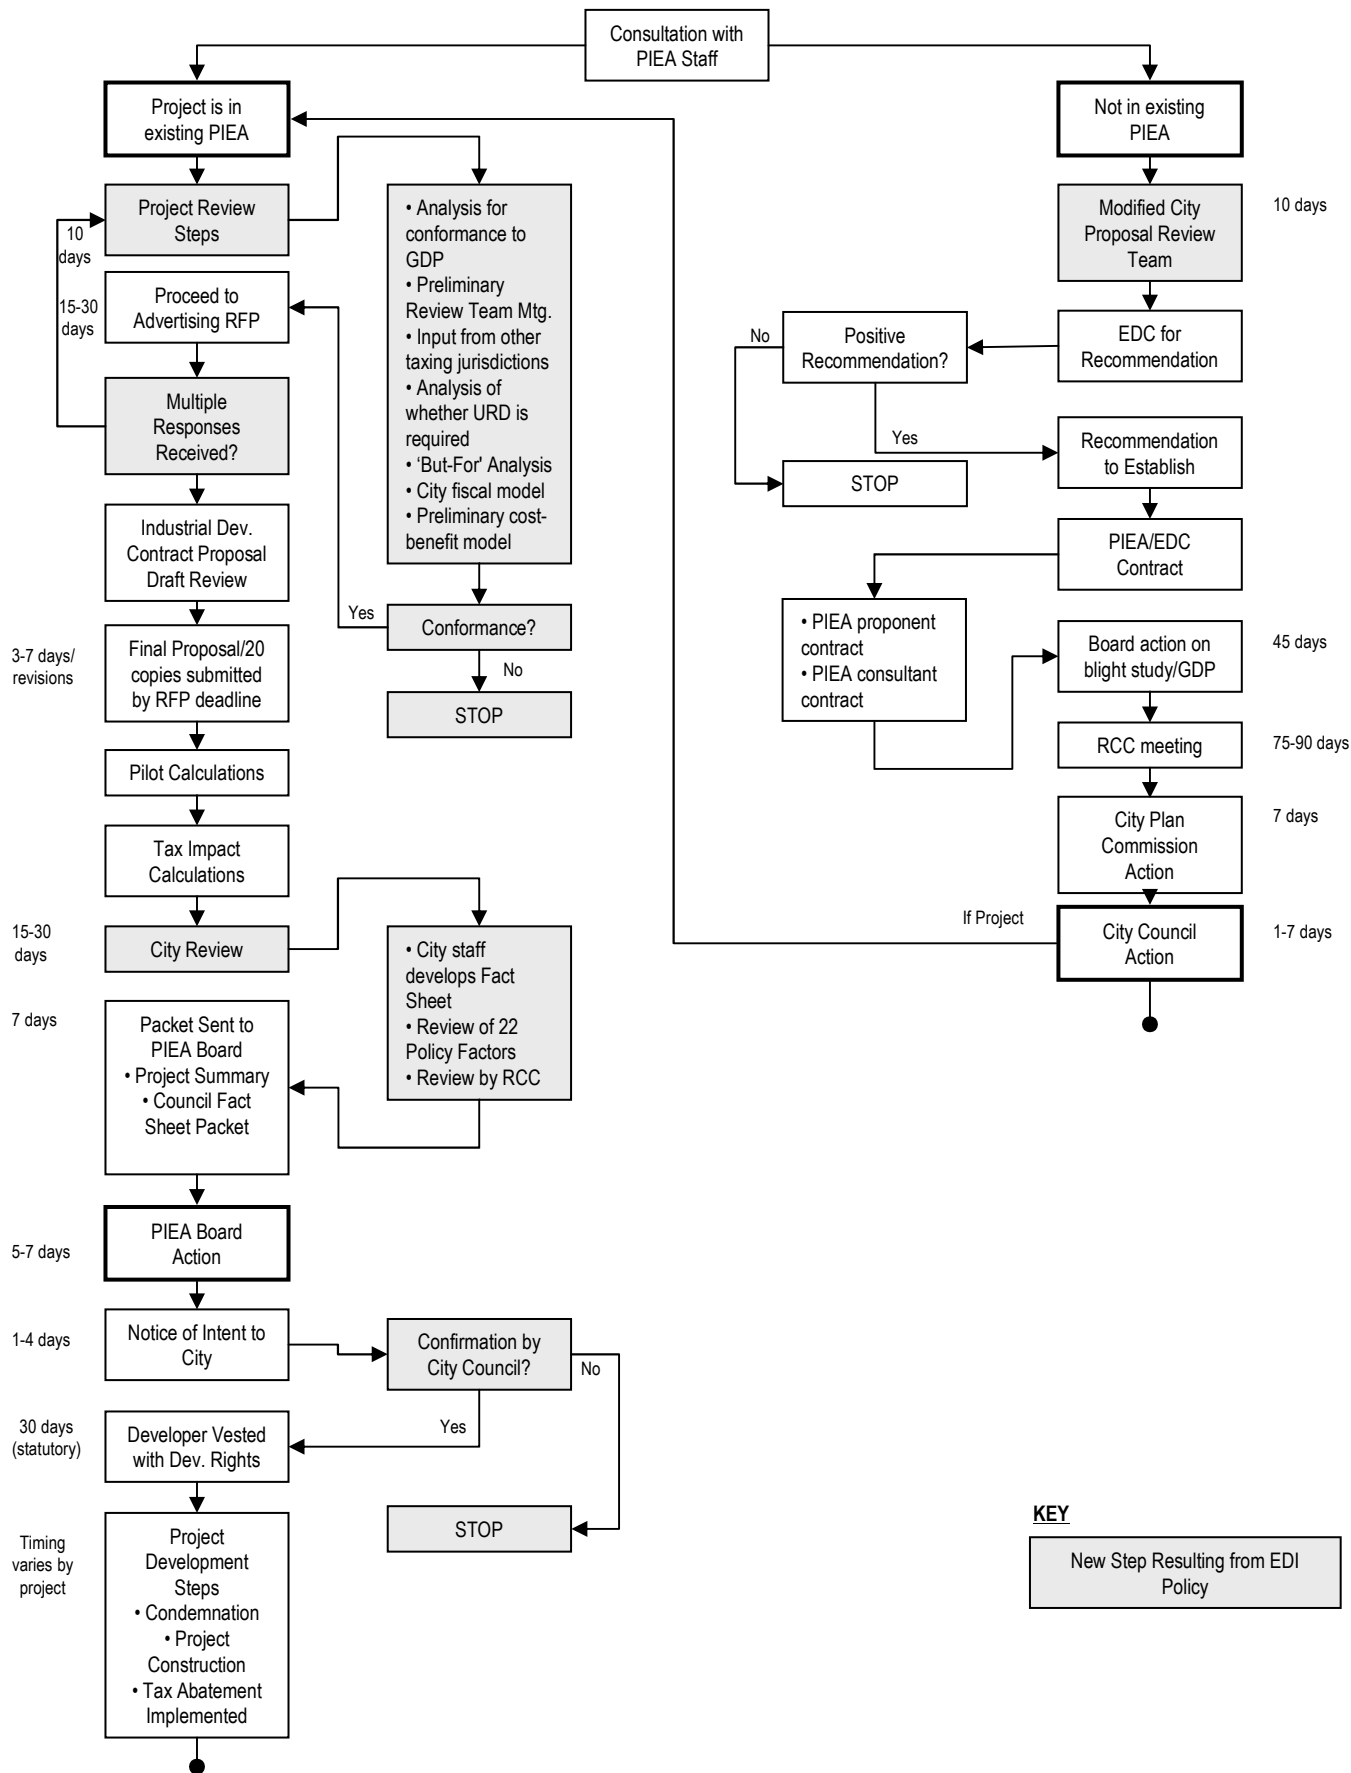 Consultation with
PIEA Staff
Project is in
existing PIEA
Not in existing
PIEA
Project Review
Steps
10
days
• Analysis for
conformance to
GDP
• Preliminary
Review Team Mtg.
• Input from other
taxing jurisdictions
• Analysis of
whether URD is
required
• ‘But-For' Analysis
• City fiscal model
• Preliminary cost-
benefit model
Modified City
Proposal Review
Team
10 days
15-30
days
Proceed to
Advertising RFP
No
Positive
Recommendation?
EDC for
Recommendation
Multiple
Responses
Received?
Yes
Recommendation
to Establish
STOP
Industrial Dev.
Contract Proposal
Draft Review
PIEA/EDC
Contract
Yes
Conformance?
• PIEA proponent
contract
• PIEA consultant
contract
3-7 days/
revisions
Final Proposal/20
copies submitted
by RFP deadline
No
Board action on
blight study/GDP
45 days
STOP
RCC meeting
75-90 days
Pilot Calculations
City Plan
Commission
Action
7 days
Tax Impact
Calculations
If Project
City Council
Action
1-7 days
15-30
days
City Review
• City staff
develops Fact
Sheet
• Review of 22
Policy Factors
• Review by RCC
7 days
Packet Sent to
PIEA Board
• Project Summary
• Council Fact
Sheet Packet
5-7 days
PIEA Board
Action
1-4 days
Notice of Intent to
City
Confirmation by
City Council?
No
Yes
30 days
(statutory)
Developer Vested
with Dev. Rights
STOP
KEY
New Step Resulting from EDI
Policy
Timing
varies by
project
Project
Development
Steps
• Condemnation
• Project
Construction
• Tax Abatement
Implemented